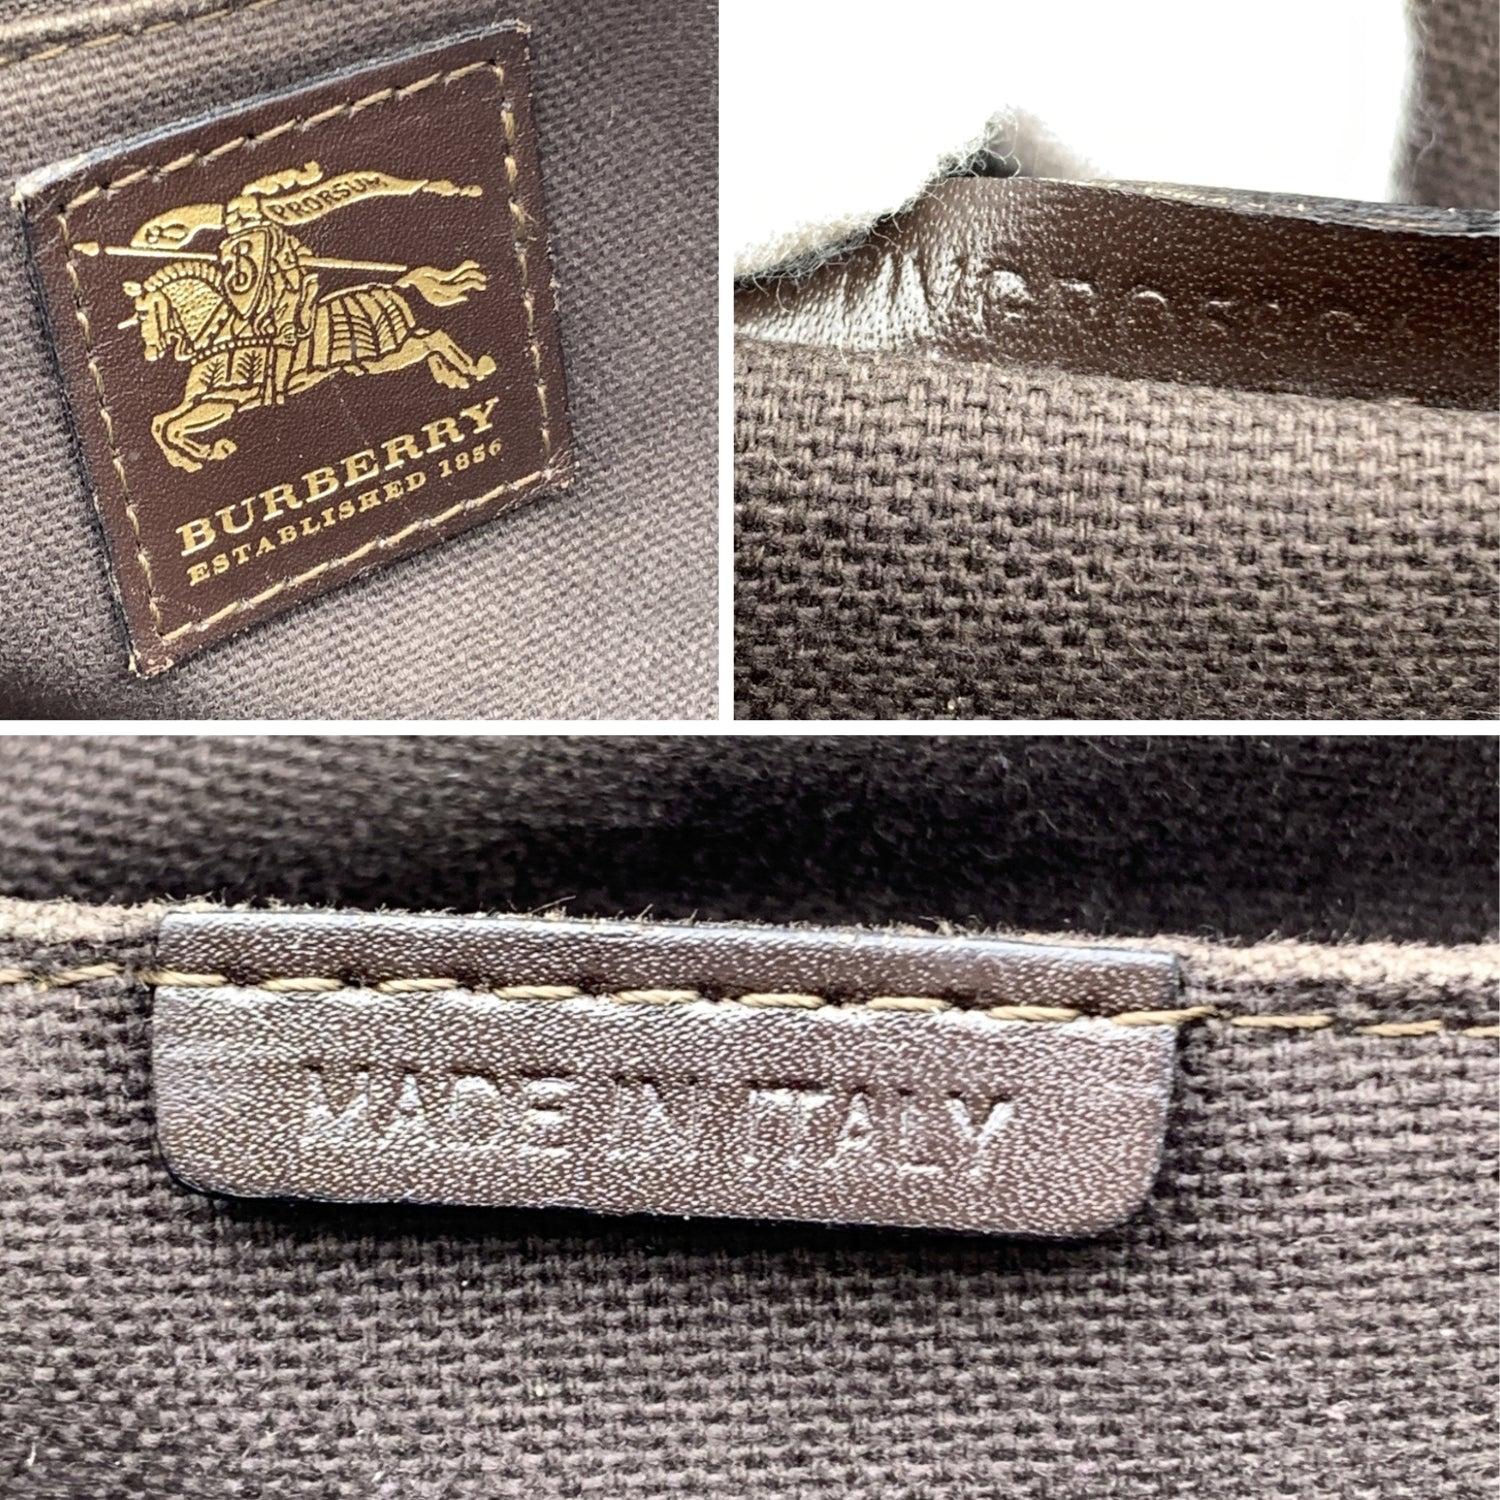 PRORSUM
B
BURBERRY
ESTABLISHED 1856
MADE IN ITALY